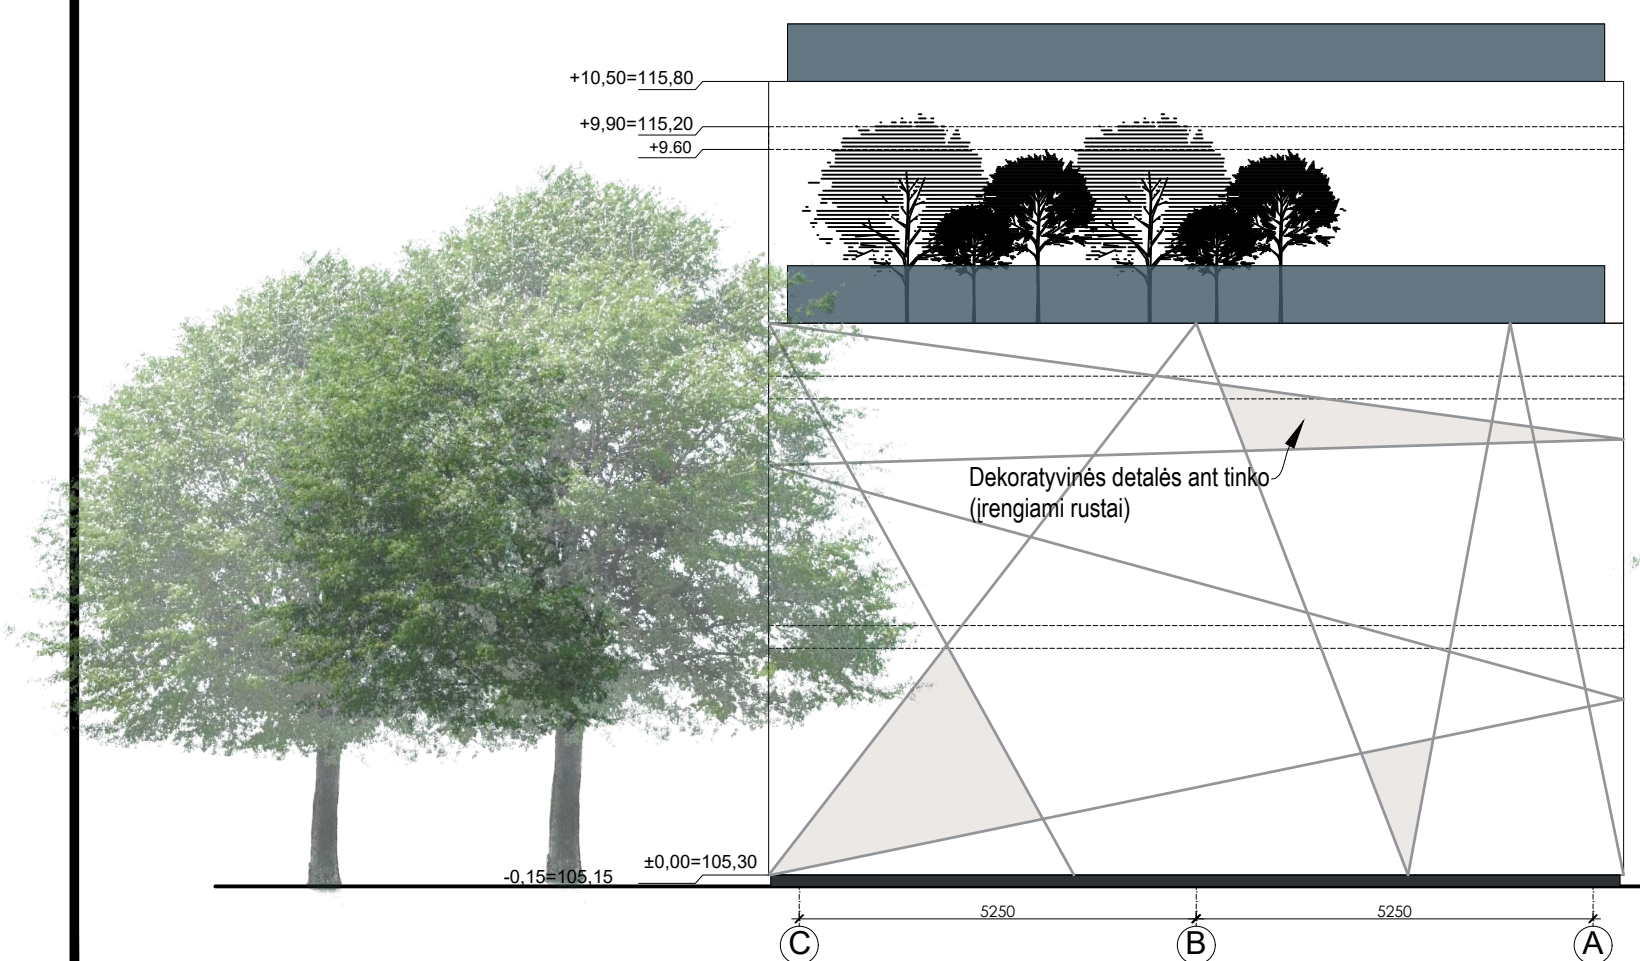 +10,50=115,80
+9,90=115,20
+9.60
Dekoratyvinės detalės ant tinko
(įrengiami rustai)
±0,00=105,30
-0,15=105,15
5250
5250
C
B
A